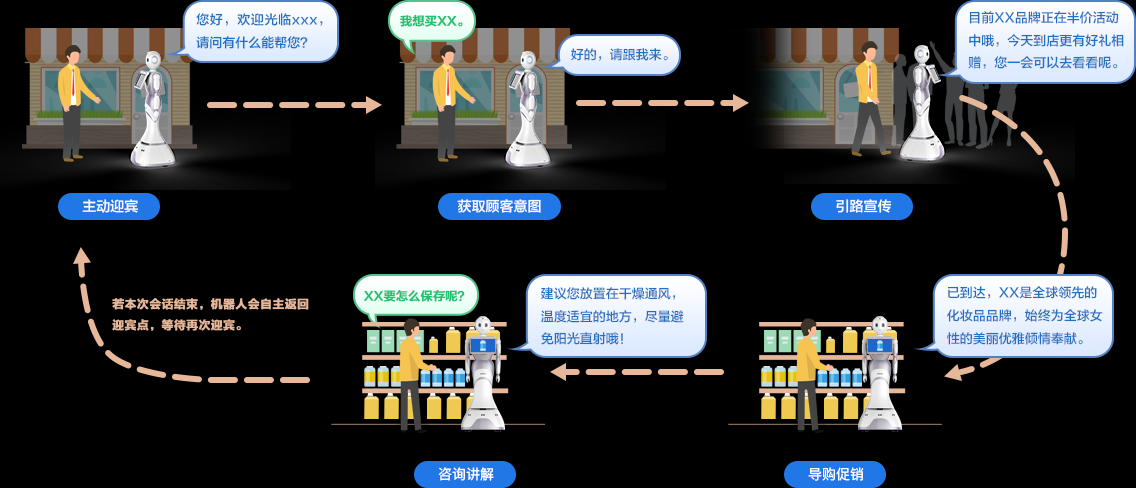 您好，欢迎光临xxx，
请问有什么能帮您?
主动迎宾
我想买XX。
好的，请跟我来。
获取顾客意图
目前XX品牌正在半价活动
中哦，今天到店更有好礼相
赠，您一会可以去看看呢。
引路宣传
已到达，XX是全球领先的
化妆品品牌，始终为全球女
性的美丽优雅倾情奉献。
导购促销
XX要怎么保存呢?
建议您放置在干燥通风，
温度适宜的地方，尽量避
免阳光直射哦！
咨询讲解
若本次会话结束，机器人会自主返回
迎宾点，等待再次迎宾。